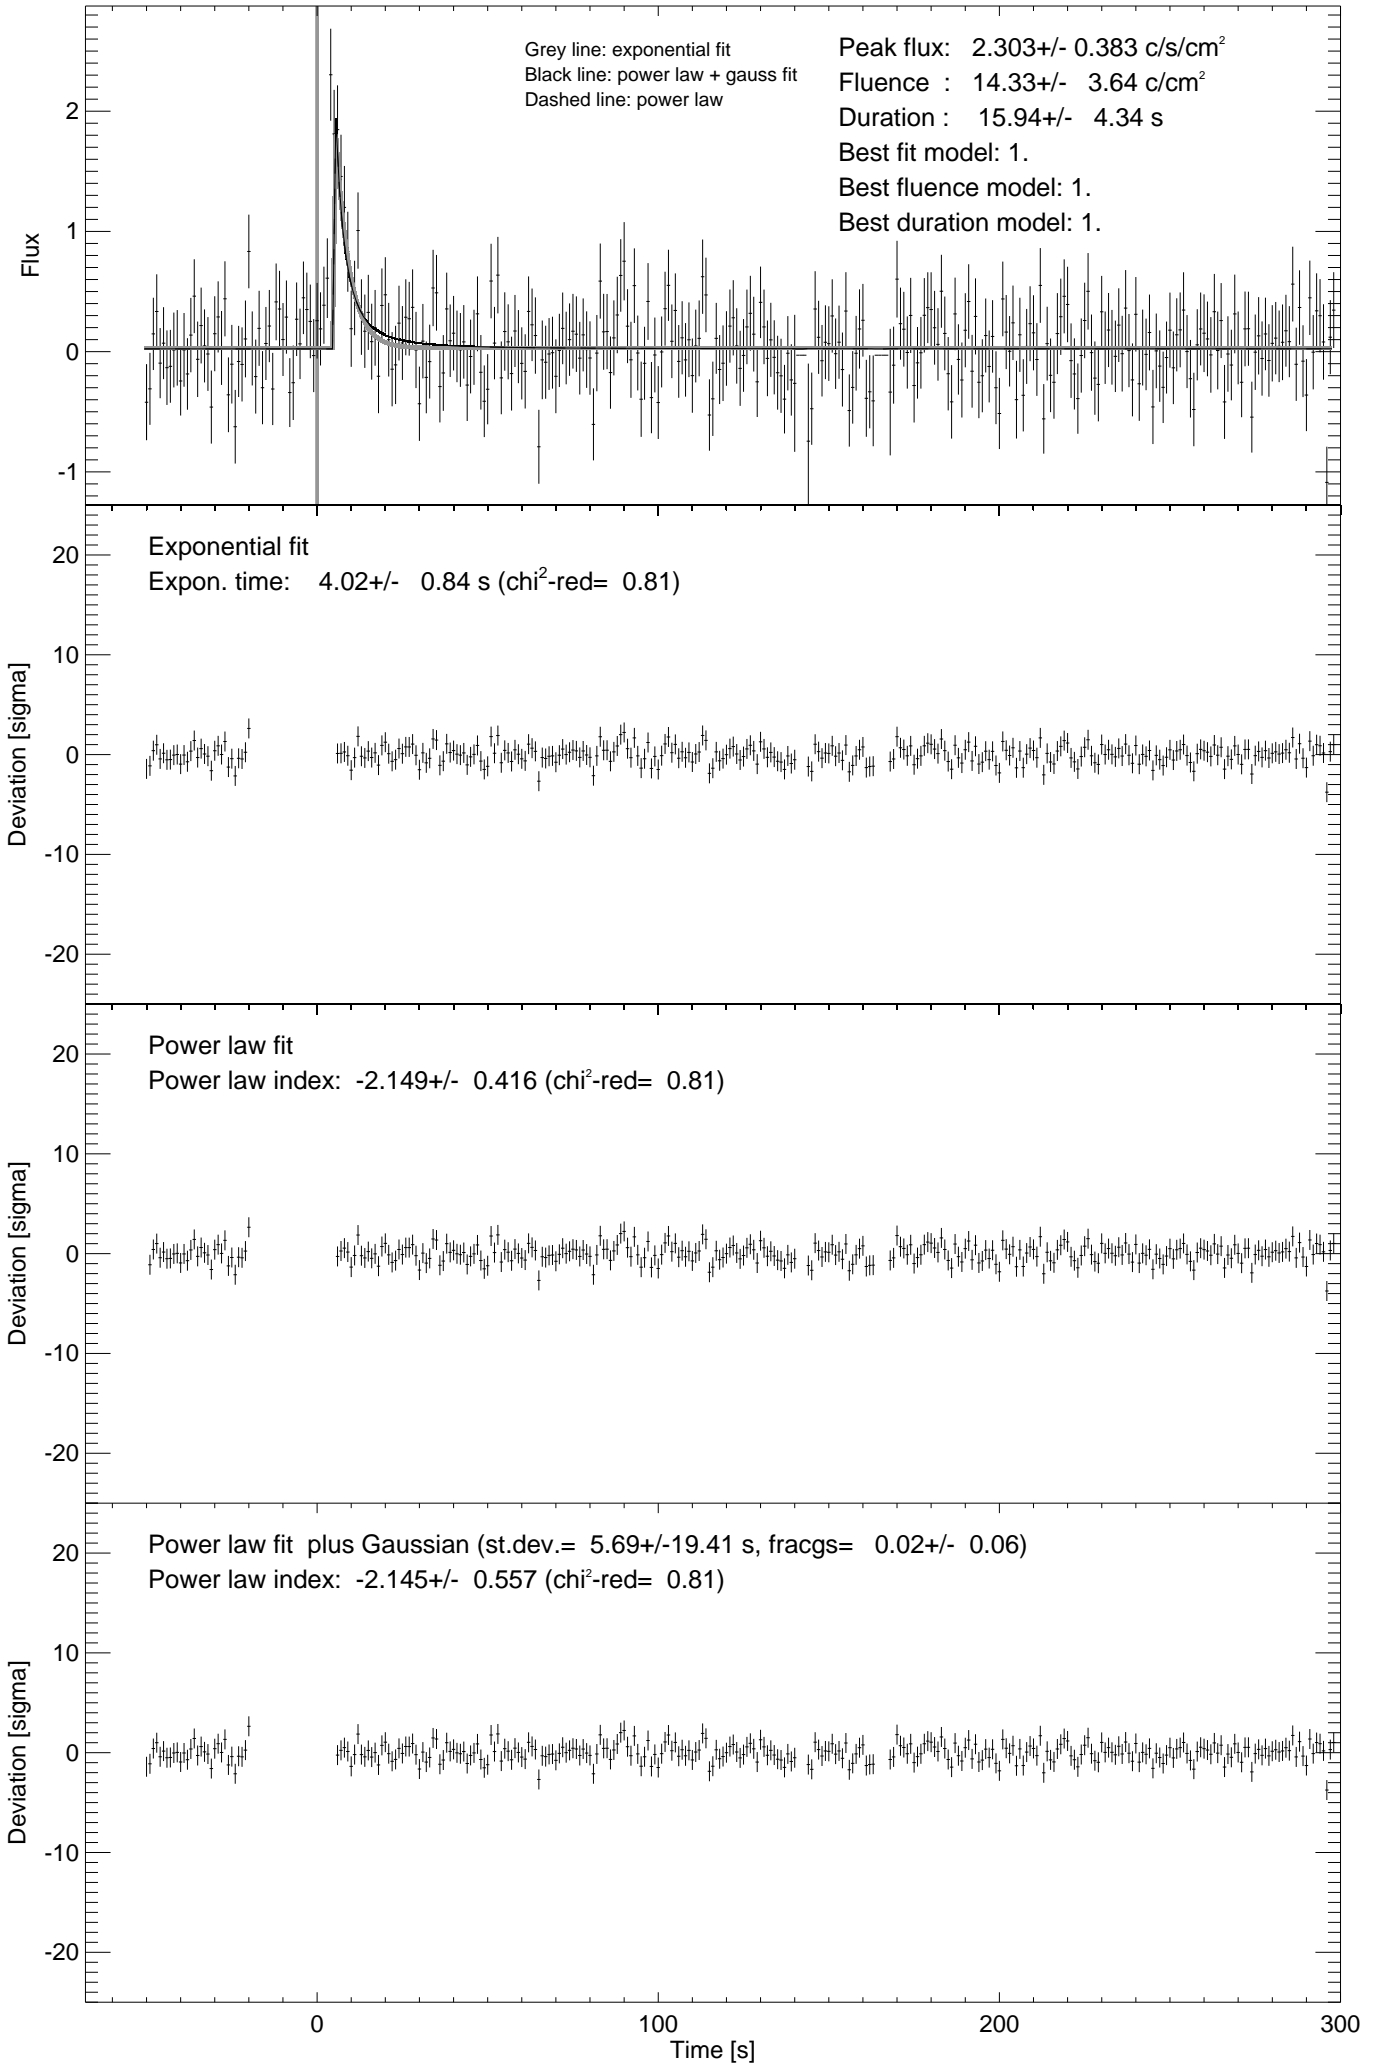 Grey line: exponential fit
Black line: power law + gauss fit
Dashed line: power law
Peak flux: 2.303+/- 0.383 c/s/cm²
Fluence : 14.33+/- 3.64 c/cm²
Duration : 15.94+/- 4.34 s
Best fit model: 1.
Best fluence model: 1.
Best duration model: 1.
Flux
2
1
0
-1
Exponential fit
Expon. time: 4.02+/- 0.84 s (chi²-red= 0.81)
Deviation [sigma]
20
10
0
-10
-20
Power law fit
Power law index: -2.149+/- 0.416 (chi²-red= 0.81)
Deviation [sigma]
20
10
0
-10
-20
Power law fit plus Gaussian (st.dev.= 5.69+/-19.41 s, fracgs= 0.02+/- 0.06)
Power law index: -2.145+/- 0.557 (chi²-red= 0.81)
Deviation [sigma]
20
10
0
-10
-20
0 100 200 300
Time [s]